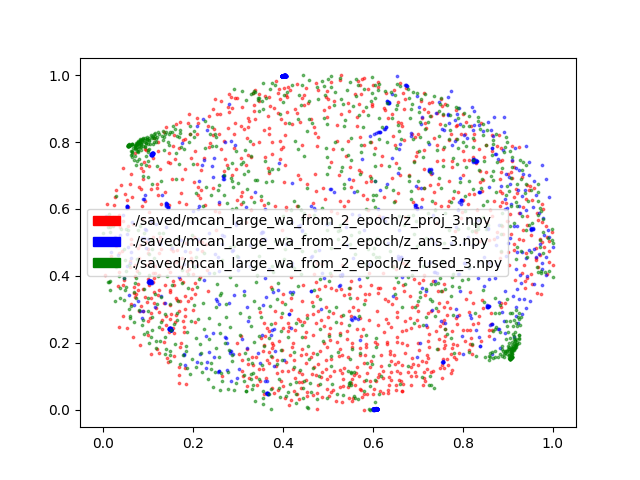 1.0
0.8
0.6
0.4
0.2
0.0
./saved/mcan_large_wa_from_2_epoch/z_proj_3.npy
./saved/mcan_large_wa_from_2_epoch/z_ans_3.npy
./saved/mcan_large_wa_from_2_epoch/z_fused_3.npy
0.0 0.2 0.4 0.6 0.8 1.0